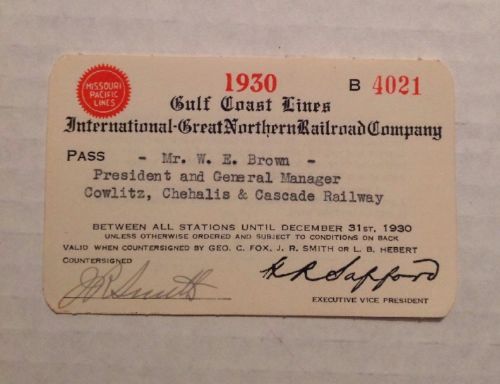 MISSOURI
PACIFIC
LINES
1930 B 4021
Gulf Coast Lines
International-Great Northern Railroad Company
PASS - Mr. W. E. Brown -
President and General Manager
Cowlitz, Chehalis & Cascade Railway
BETWEEN ALL STATIONS UNTIL DECEMBER 31ST, 1930
UNLESS OTHERWISE ORDERED AND SUBJECT TO CONDITIONS ON BACK
VALID WHEN COUNTERSIGNED BY GEO. C. FOX, J. R. SMITH OR L. B. HEBERT
COUNTERSIGNED
J R Smith H R Safford
EXECUTIVE VICE PRESIDENT